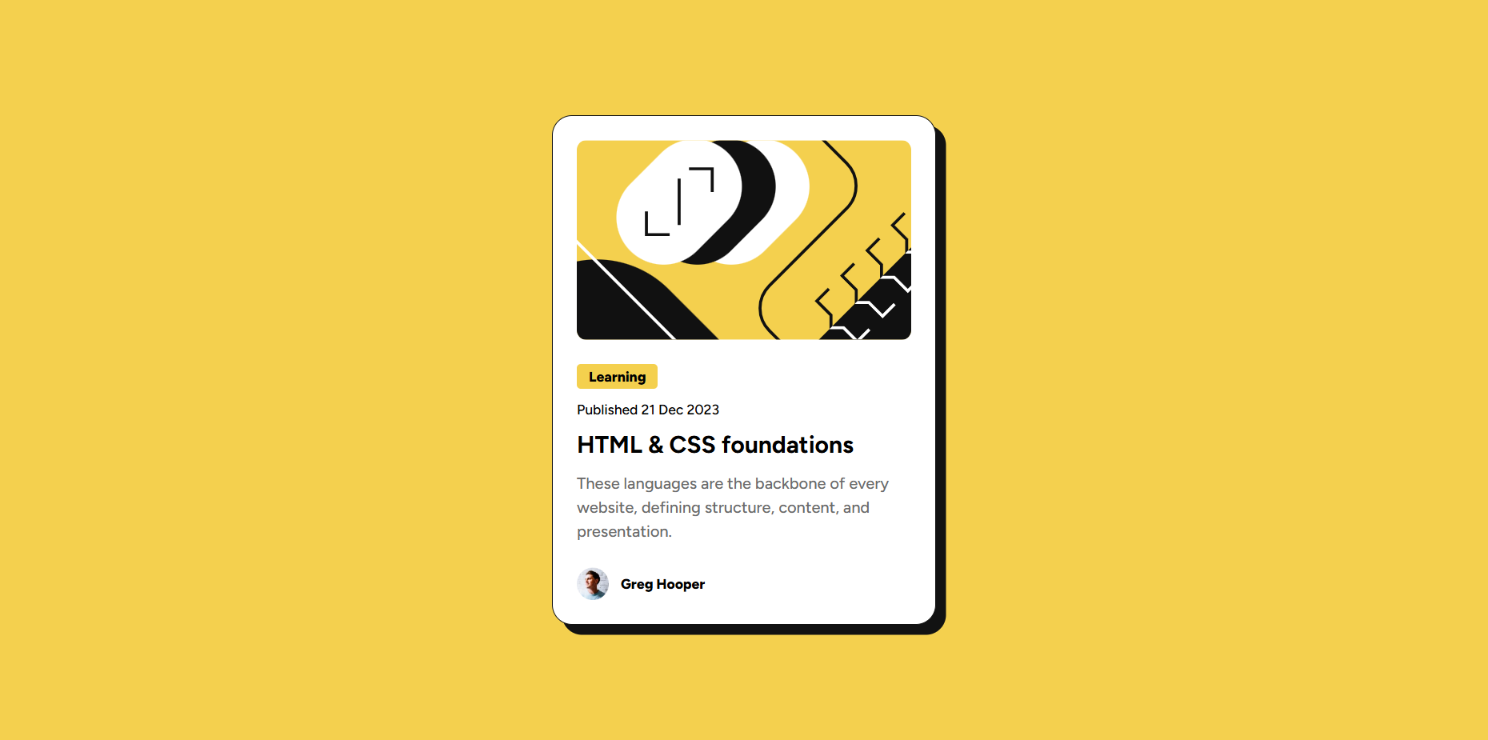 Learning
Published 21 Dec 2023
HTML & CSS foundations
These languages are the backbone of every
website, defining structure, content, and
presentation.
Greg Hooper